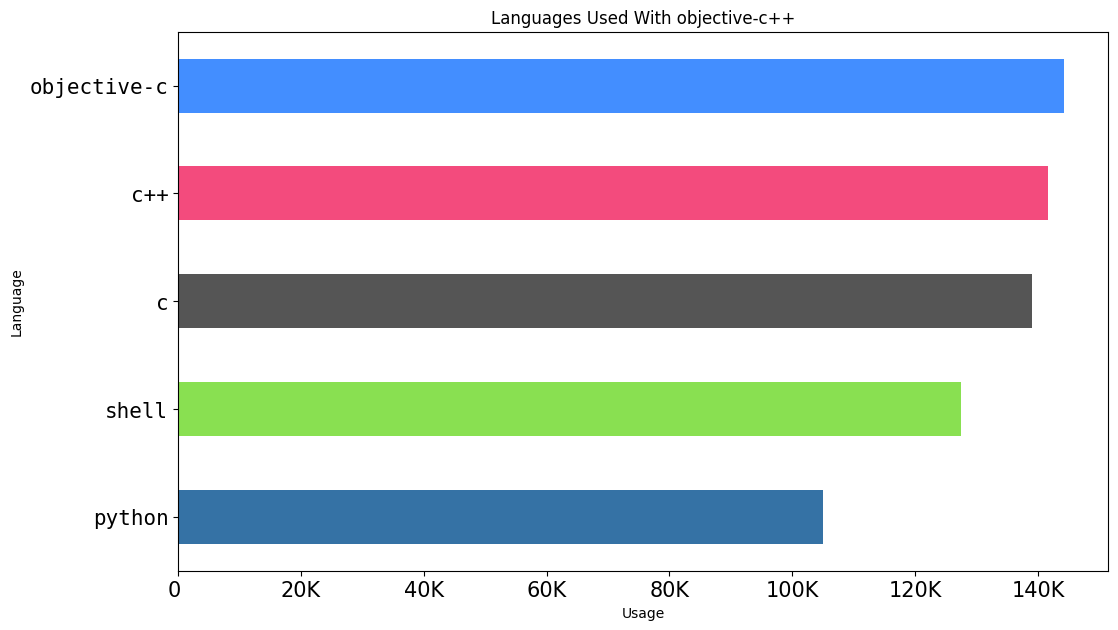 Languages Used With objective-c++
objective-c
c++
c
shell
python
Language
0 20K 40K 60K 80K 100K 120K 140K
Usage